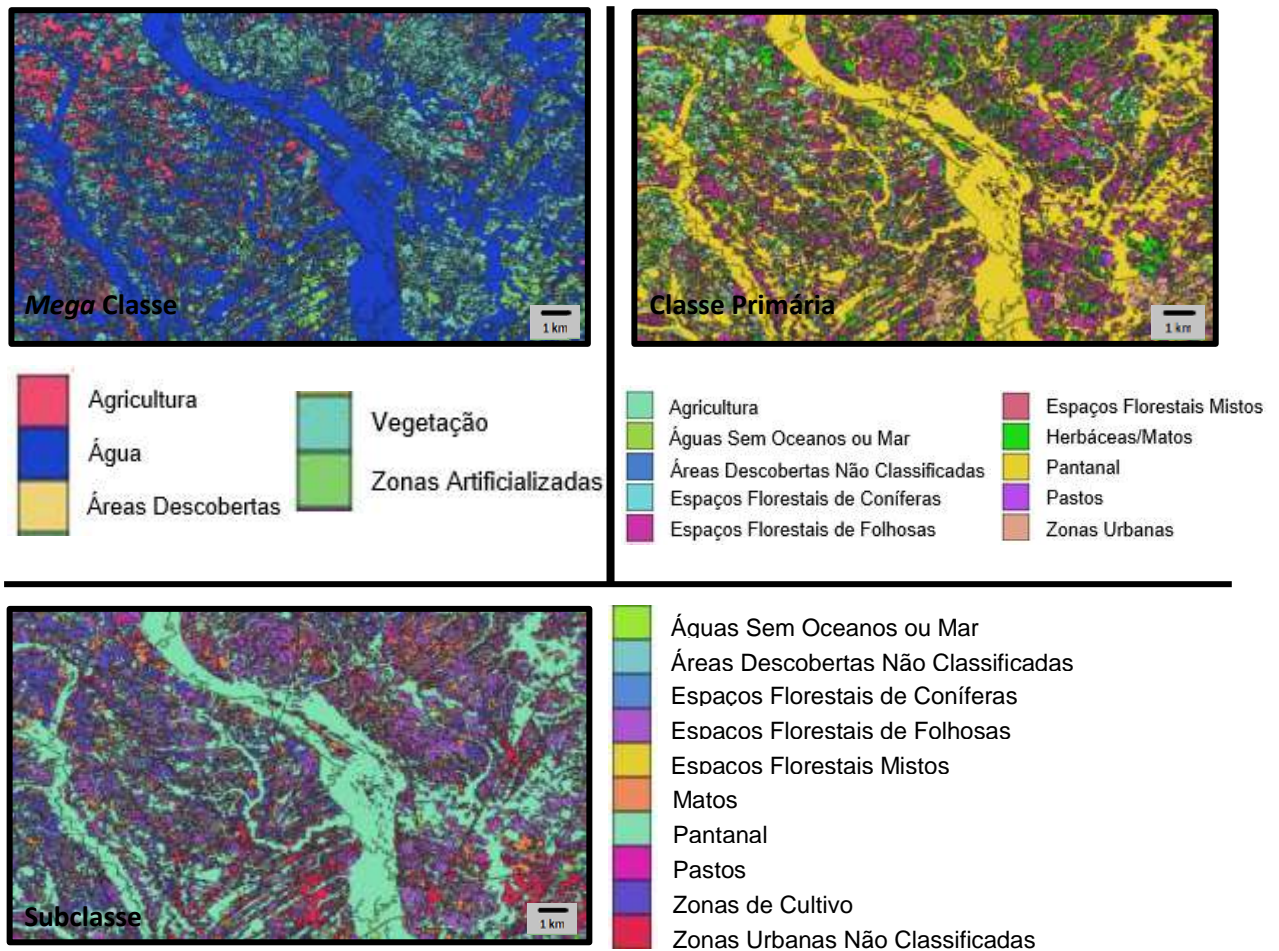 Mega Classe
1 km
Classe Primária
1 km
Agricultura
Água
Áreas Descobertas
Vegetação
Zonas Artificializadas
Agricultura
Águas Sem Oceanos ou Mar
Áreas Descobertas Não Classificadas
Espaços Florestais de Coníferas
Espaços Florestais de Folhosas
Espaços Florestais Mistos
Herbáceas/Matos
Pantanal
Pastos
Zonas Urbanas
Subclasse
1 km
Águas Sem Oceanos ou Mar
Áreas Descobertas Não Classificadas
Espaços Florestais de Coníferas
Espaços Florestais de Folhosas
Espaços Florestais Mistos
Matos
Pantanal
Pastos
Zonas de Cultivo
Zonas Urbanas Não Classificadas